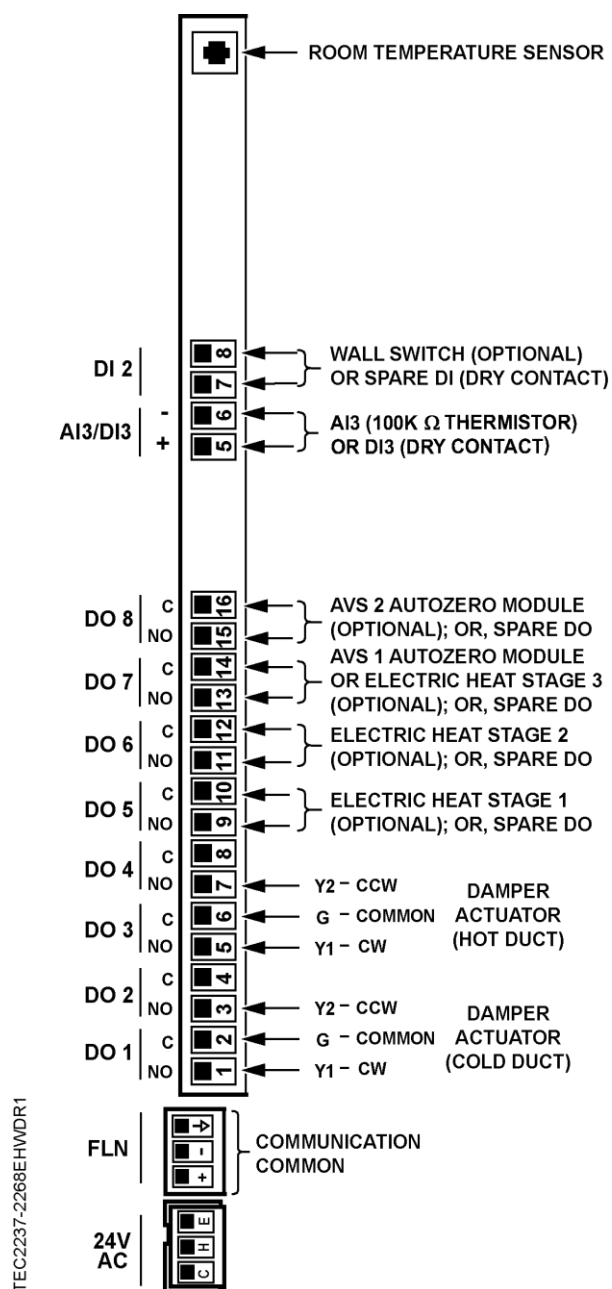 ROOM TEMPERATURE SENSOR
DI 2
8
7
WALL SWITCH (OPTIONAL)
OR SPARE DI (DRY CONTACT)
AI3/DI3
-
+
6
5
AI3 (100K Ω THERMISTOR)
OR DI3 (DRY CONTACT)
DO 8
C
NO
16
15
AVS 2 AUTOZERO MODULE
(OPTIONAL); OR, SPARE DO
DO 7
C
NO
14
13
AVS 1 AUTOZERO MODULE
OR ELECTRIC HEAT STAGE 3
(OPTIONAL); OR, SPARE DO
DO 6
C
NO
12
11
ELECTRIC HEAT STAGE 2
(OPTIONAL); OR, SPARE DO
DO 5
C
NO
10
9
ELECTRIC HEAT STAGE 1
(OPTIONAL); OR, SPARE DO
DO 4
C
NO
8
7
Y2 – CCW
DO 3
C
NO
6
5
G – COMMON
Y1 – CW
DAMPER
ACTUATOR
(HOT DUCT)
DO 2
C
NO
4
3
Y2 – CCW
DO 1
C
NO
2
1
G – COMMON
Y1 – CW
DAMPER
ACTUATOR
(COLD DUCT)
FLN
-
+
COMMUNICATION
COMMON
24V
AC
E
H
C
TEC2237-2268EHWDR1